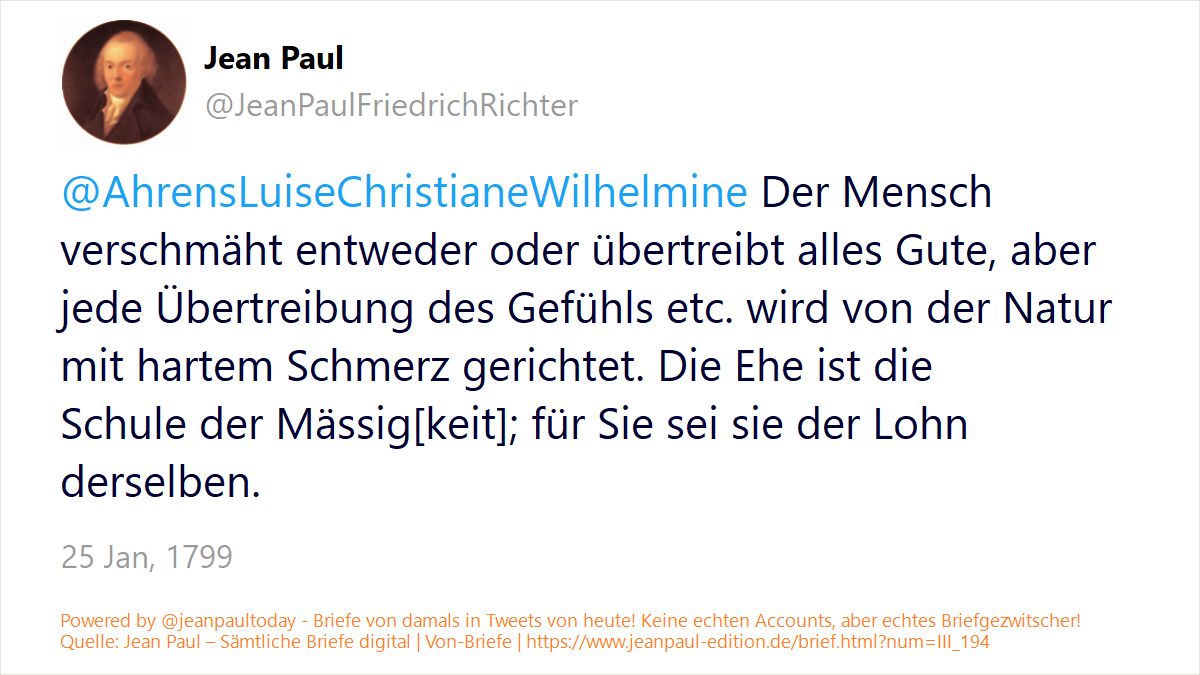 Jean Paul
@JeanPaulFriedrichRichter
@AhrensLuiseChristianeWilhelmine Der Mensch
verschmäht entweder oder übertreibt alles Gute, aber
jede Übertreibung des Gefühls etc. wird von der Natur
mit hartem Schmerz gerichtet. Die Ehe ist die
Schule der Mässig[keit]; für Sie sei sie der Lohn
derselben.
25 Jan, 1799
Powered by @jeanpaultoday - Briefe von damals in Tweets von heute! Keine echten Accounts, aber echtes Briefgezwitscher!
Quelle: Jean Paul – Sämtliche Briefe digital | Von-Briefe | https://www.jeanpaul-edition.de/brief.html?num=III_194